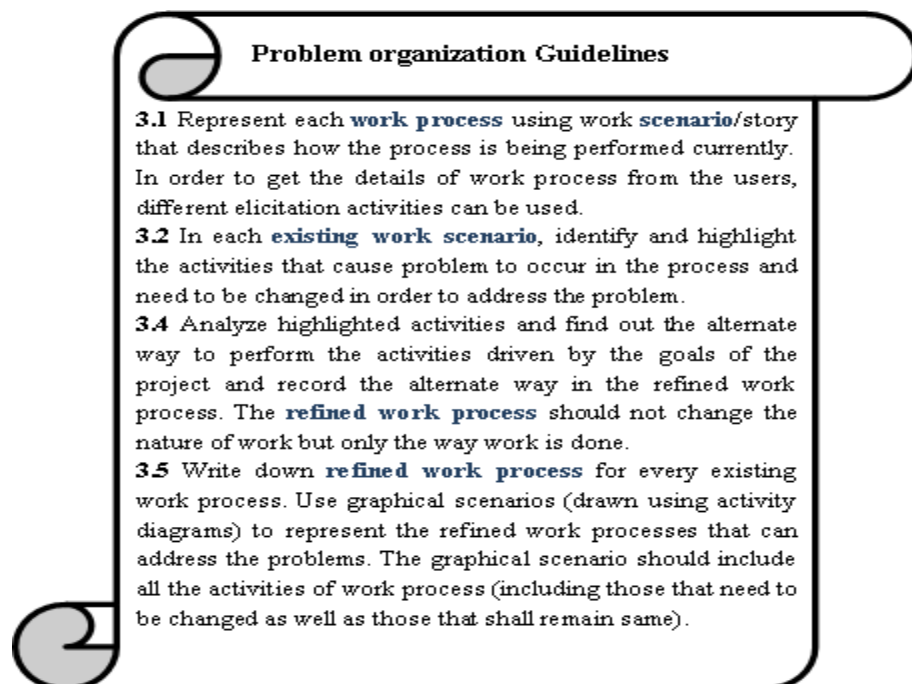 Problem organization Guidelines
3.1 Represent each work process using work scenario/story
that describes how the process is being performed currently.
In order to get the details of work process from the users,
different elicitation activities can be used.
3.2 In each existing work scenario, identify and highlight
the activities that cause problem to occur in the process and
need to be changed in order to address the problem.
3.4 Analyze highlighted activities and find out the alternate
way to perform the activities driven by the goals of the
project and record the alternate way in the refined work
process. The refined work process should not change the
nature of work but only the way work is done.
3.5 Write down refined work process for every existing
work process. Use graphical scenarios (drawn using activity
diagrams) to represent the refined work processes that can
address the problems. The graphical scenario should include
all the activities of work process (including those that need to
be changed as well as those that shall remain same).